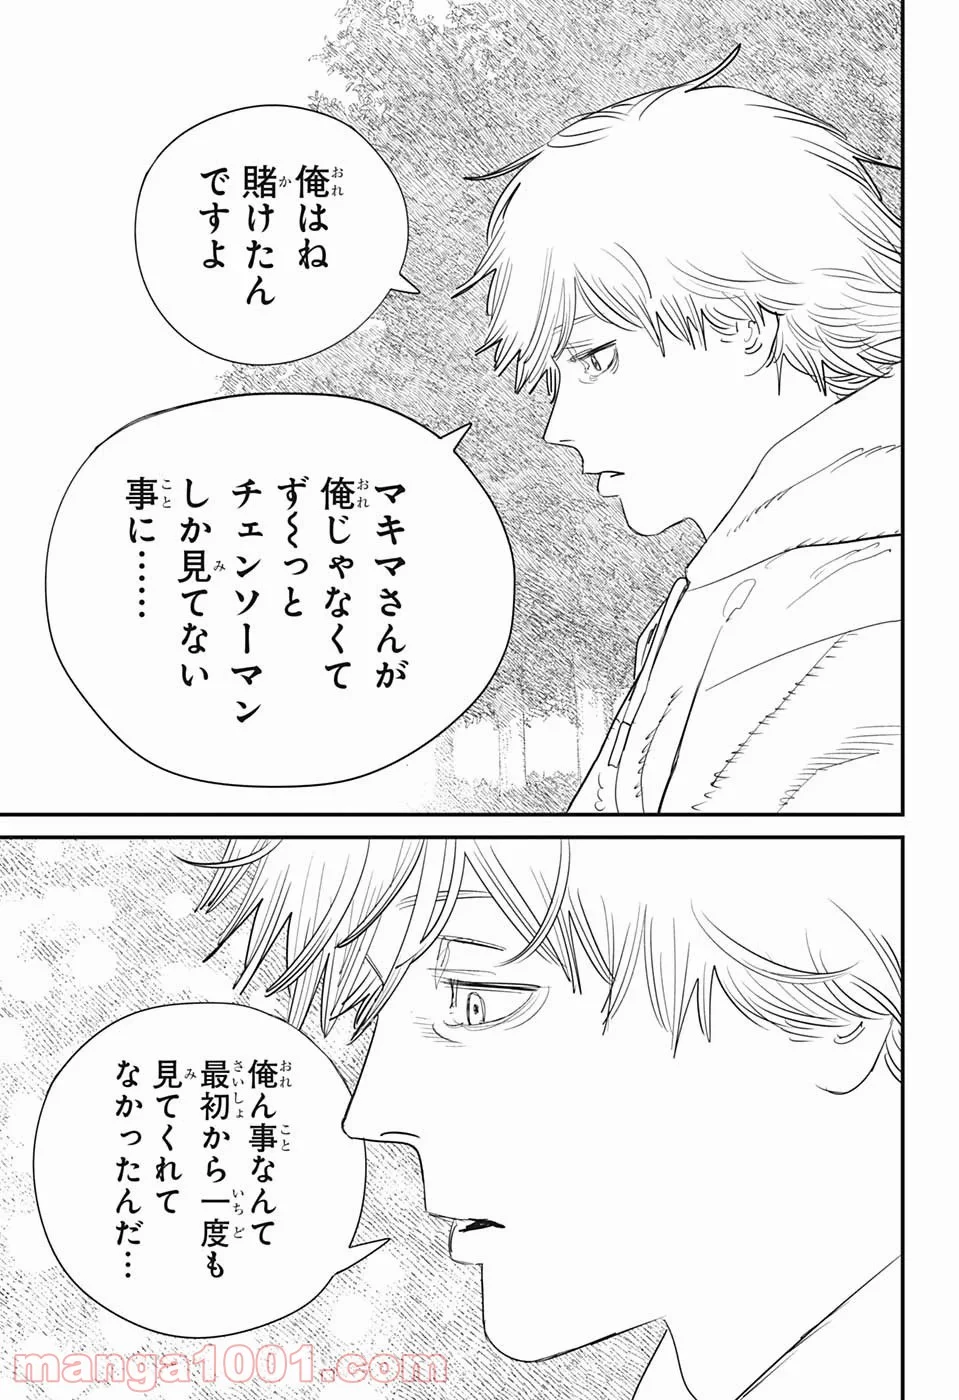 俺はね
賭けたん
ですよ
マキマさんが
俺じゃなくて
ず〜っと
チェンソーマン
しか見てない
事に……
俺ん事なんて
最初から一度も
見てくれて
なかったんだ…
manga1001.com